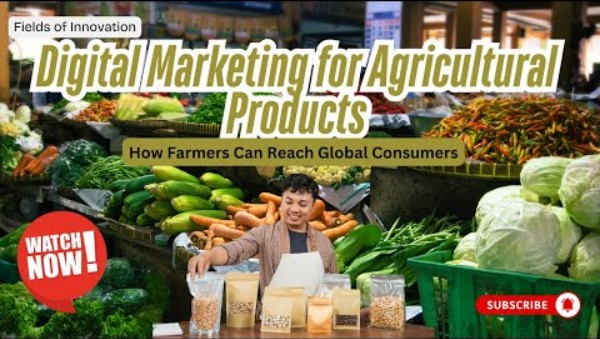 Fields of Innovation
Digital Marketing for Agricultural
Products
How Farmers Can Reach Global Consumers
WATCH
NOW!
SUBSCRIBE